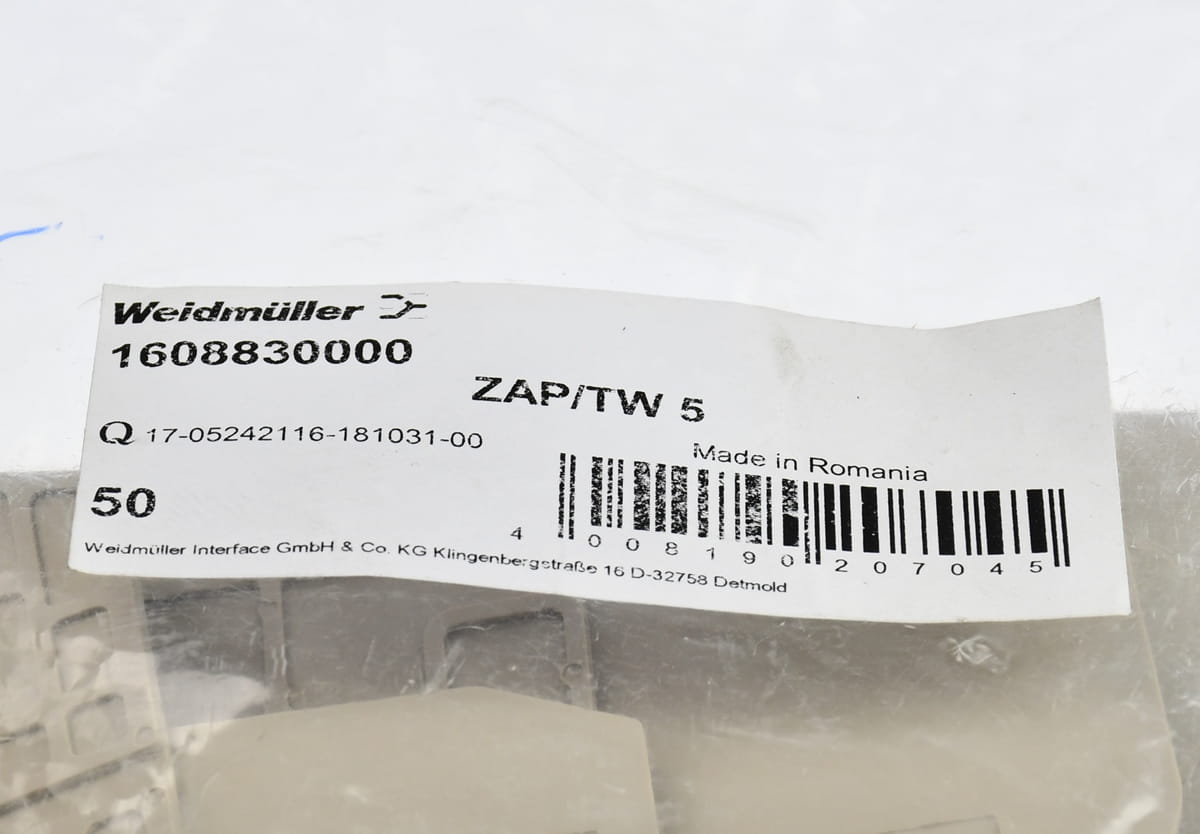 Weidmüller
1608830000
ZAP/TW 5
Q 17-05242116-181031-00
Made in Romania
50
4 008190 207045
Weidmüller Interface GmbH & Co. KG Klingenbergstraße 16 D-32758 Detmold